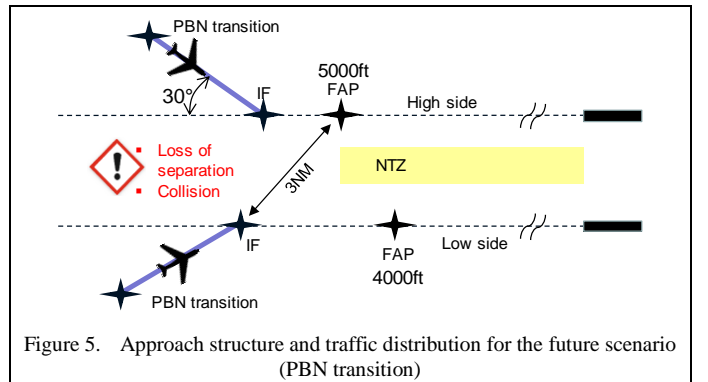 PBN transition
5000ft
FAP
30°
IF
High side
! 
▪ Loss of
separation
▪ Collision
3NM
NTZ
IF
Low side
FAP
4000ft
PBN transition
Figure 5. Approach structure and traffic distribution for the future scenario
(PBN transition)